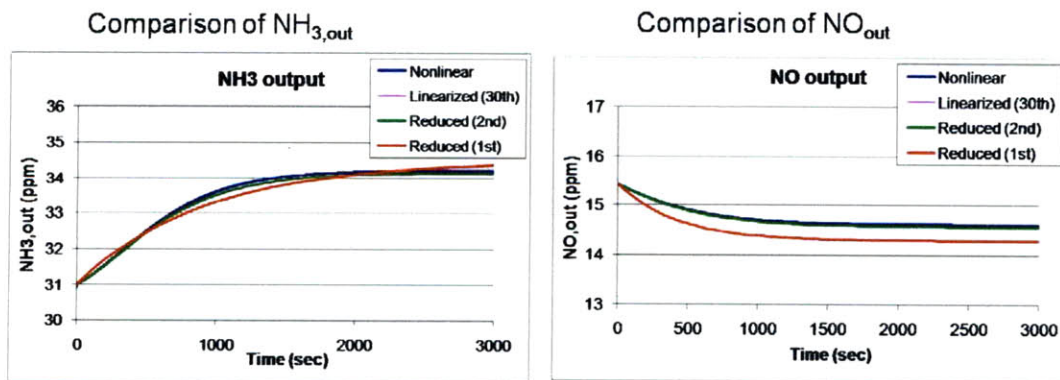 Comparison of NH3,out
NH3 output
Nonlinear
Linearized (30th)
Reduced (2nd)
Reduced (1st)
NH3,out (ppm)
36
35
34
33
32
31
30
0
1000
2000
3000
Time (sec)
Comparison of NOout
NO output
Nonlinear
Linearized (30th)
Reduced (2nd)
Reduced (1st)
NO,out (ppm)
17
16
15
14
13
0
500
1000
1500
2000
2500
3000
Time (sec)